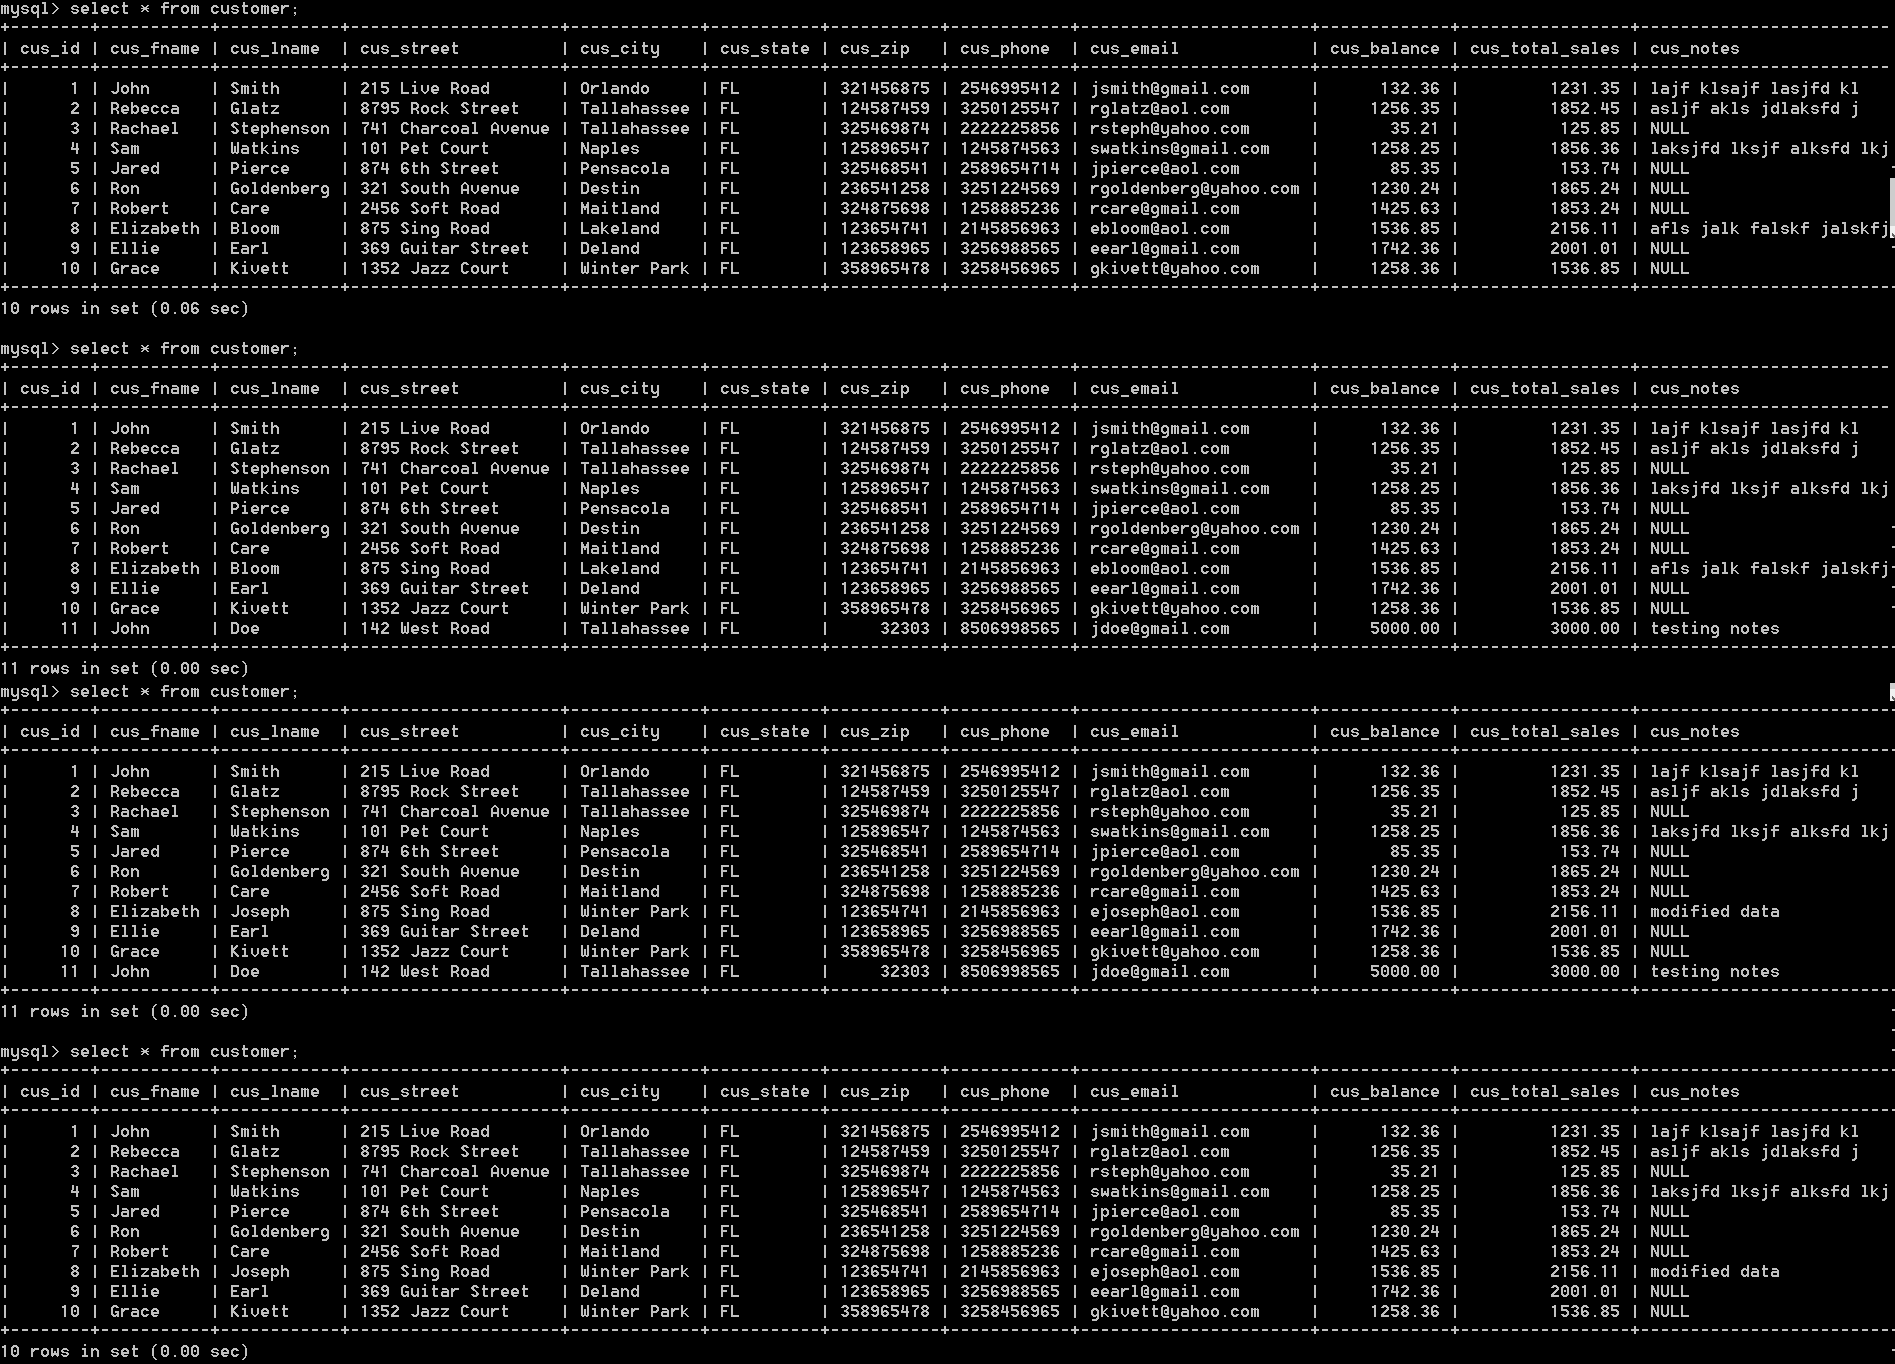 mysql> select * from customer;
| cus_id | cus_fname | cus_lname | cus_street | cus_city | cus_state | cus_zip | cus_phone | cus_email | cus_balance | cus_total_sales | cus_notes
| 1 | John | Smith | 215 Live Road | Orlando | FL | 321456875 | 2546995412 | jsmith@gmail.com | 132.36 | 1231.35 | lajf klsajf lasjfd kl
| 2 | Rebecca | Glatz | 8795 Rock Street | Tallahassee | FL | 124587459 | 3250125547 | rglatz@aol.com | 1256.35 | 1852.45 | asljf akls jdlaksfd j
| 3 | Rachael | Stephenson | 741 Charcoal Avenue | Tallahassee | FL | 325469874 | 2222225856 | rsteph@yahoo.com | 35.21 | 125.85 | NULL
| 4 | Sam | Watkins | 101 Pet Court | Naples | FL | 125896547 | 1245874563 | swatkins@gmail.com | 1258.25 | 1856.36 | laksjfd lksjf alksfd lkj
| 5 | Jared | Pierce | 874 6th Street | Pensacola | FL | 325468541 | 2589654714 | jpierce@aol.com | 85.35 | 153.74 | NULL
| 6 | Ron | Goldenberg | 321 South Avenue | Destin | FL | 236541258 | 3251224569 | rgoldenberg@yahoo.com | 1230.24 | 1865.24 | NULL
| 7 | Robert | Care | 2456 Soft Road | Maitland | FL | 324875698 | 1258885236 | rcare@gmail.com | 1425.63 | 1853.24 | NULL
| 8 | Elizabeth | Bloom | 875 Sing Road | Lakeland | FL | 123654741 | 2145856963 | ebloom@aol.com | 1536.85 | 2156.11 | afls jalk falskf jalskfj
| 9 | Ellie | Earl | 369 Guitar Street | Deland | FL | 123658965 | 3256988565 | eearl@gmail.com | 1742.36 | 2001.01 | NULL
| 10 | Grace | Kivett | 1352 Jazz Court | Winter Park | FL | 358965478 | 3258456965 | gkivett@yahoo.com | 1258.36 | 1536.85 | NULL
10 rows in set (0.06 sec)
mysql> select * from customer;
| cus_id | cus_fname | cus_lname | cus_street | cus_city | cus_state | cus_zip | cus_phone | cus_email | cus_balance | cus_total_sales | cus_notes
| 1 | John | Smith | 215 Live Road | Orlando | FL | 321456875 | 2546995412 | jsmith@gmail.com | 132.36 | 1231.35 | lajf klsajf lasjfd kl
| 2 | Rebecca | Glatz | 8795 Rock Street | Tallahassee | FL | 124587459 | 3250125547 | rglatz@aol.com | 1256.35 | 1852.45 | asljf akls jdlaksfd j
| 3 | Rachael | Stephenson | 741 Charcoal Avenue | Tallahassee | FL | 325469874 | 2222225856 | rsteph@yahoo.com | 35.21 | 125.85 | NULL
| 4 | Sam | Watkins | 101 Pet Court | Naples | FL | 125896547 | 1245874563 | swatkins@gmail.com | 1258.25 | 1856.36 | laksjfd lksjf alksfd lkj
| 5 | Jared | Pierce | 874 6th Street | Pensacola | FL | 325468541 | 2589654714 | jpierce@aol.com | 85.35 | 153.74 | NULL
| 6 | Ron | Goldenberg | 321 South Avenue | Destin | FL | 236541258 | 3251224569 | rgoldenberg@yahoo.com | 1230.24 | 1865.24 | NULL
| 7 | Robert | Care | 2456 Soft Road | Maitland | FL | 324875698 | 1258885236 | rcare@gmail.com | 1425.63 | 1853.24 | NULL
| 8 | Elizabeth | Bloom | 875 Sing Road | Lakeland | FL | 123654741 | 2145856963 | ebloom@aol.com | 1536.85 | 2156.11 | afls jalk falskf jalskfj
| 9 | Ellie | Earl | 369 Guitar Street | Deland | FL | 123658965 | 3256988565 | eearl@gmail.com | 1742.36 | 2001.01 | NULL
| 10 | Grace | Kivett | 1352 Jazz Court | Winter Park | FL | 358965478 | 3258456965 | gkivett@yahoo.com | 1258.36 | 1536.85 | NULL
| 11 | John | Doe | 142 West Road | Tallahassee | FL | 32303 | 8506998565 | jdoe@gmail.com | 5000.00 | 3000.00 | testing notes
11 rows in set (0.00 sec)
mysql> select * from customer;
| cus_id | cus_fname | cus_lname | cus_street | cus_city | cus_state | cus_zip | cus_phone | cus_email | cus_balance | cus_total_sales | cus_notes
| 1 | John | Smith | 215 Live Road | Orlando | FL | 321456875 | 2546995412 | jsmith@gmail.com | 132.36 | 1231.35 | lajf klsajf lasjfd kl
| 2 | Rebecca | Glatz | 8795 Rock Street | Tallahassee | FL | 124587459 | 3250125547 | rglatz@aol.com | 1256.35 | 1852.45 | asljf akls jdlaksfd j
| 3 | Rachael | Stephenson | 741 Charcoal Avenue | Tallahassee | FL | 325469874 | 2222225856 | rsteph@yahoo.com | 35.21 | 125.85 | NULL
| 4 | Sam | Watkins | 101 Pet Court | Naples | FL | 125896547 | 1245874563 | swatkins@gmail.com | 1258.25 | 1856.36 | laksjfd lksjf alksfd lkj
| 5 | Jared | Pierce | 874 6th Street | Pensacola | FL | 325468541 | 2589654714 | jpierce@aol.com | 85.35 | 153.74 | NULL
| 6 | Ron | Goldenberg | 321 South Avenue | Destin | FL | 236541258 | 3251224569 | rgoldenberg@yahoo.com | 1230.24 | 1865.24 | NULL
| 7 | Robert | Care | 2456 Soft Road | Maitland | FL | 324875698 | 1258885236 | rcare@gmail.com | 1425.63 | 1853.24 | NULL
| 8 | Elizabeth | Joseph | 875 Sing Road | Winter Park | FL | 123654741 | 2145856963 | ejoseph@aol.com | 1536.85 | 2156.11 | modified data
| 9 | Ellie | Earl | 369 Guitar Street | Deland | FL | 123658965 | 3256988565 | eearl@gmail.com | 1742.36 | 2001.01 | NULL
| 10 | Grace | Kivett | 1352 Jazz Court | Winter Park | FL | 358965478 | 3258456965 | gkivett@yahoo.com | 1258.36 | 1536.85 | NULL
| 11 | John | Doe | 142 West Road | Tallahassee | FL | 32303 | 8506998565 | jdoe@gmail.com | 5000.00 | 3000.00 | testing notes
11 rows in set (0.00 sec)
mysql> select * from customer;
| cus_id | cus_fname | cus_lname | cus_street | cus_city | cus_state | cus_zip | cus_phone | cus_email | cus_balance | cus_total_sales | cus_notes
| 1 | John | Smith | 215 Live Road | Orlando | FL | 321456875 | 2546995412 | jsmith@gmail.com | 132.36 | 1231.35 | lajf klsajf lasjfd kl
| 2 | Rebecca | Glatz | 8795 Rock Street | Tallahassee | FL | 124587459 | 3250125547 | rglatz@aol.com | 1256.35 | 1852.45 | asljf akls jdlaksfd j
| 3 | Rachael | Stephenson | 741 Charcoal Avenue | Tallahassee | FL | 325469874 | 2222225856 | rsteph@yahoo.com | 35.21 | 125.85 | NULL
| 4 | Sam | Watkins | 101 Pet Court | Naples | FL | 125896547 | 1245874563 | swatkins@gmail.com | 1258.25 | 1856.36 | laksjfd lksjf alksfd lkj
| 5 | Jared | Pierce | 874 6th Street | Pensacola | FL | 325468541 | 2589654714 | jpierce@aol.com | 85.35 | 153.74 | NULL
| 6 | Ron | Goldenberg | 321 South Avenue | Destin | FL | 236541258 | 3251224569 | rgoldenberg@yahoo.com | 1230.24 | 1865.24 | NULL
| 7 | Robert | Care | 2456 Soft Road | Maitland | FL | 324875698 | 1258885236 | rcare@gmail.com | 1425.63 | 1853.24 | NULL
| 8 | Elizabeth | Joseph | 875 Sing Road | Winter Park | FL | 123654741 | 2145856963 | ejoseph@aol.com | 1536.85 | 2156.11 | modified data
| 9 | Ellie | Earl | 369 Guitar Street | Deland | FL | 123658965 | 3256988565 | eearl@gmail.com | 1742.36 | 2001.01 | NULL
| 10 | Grace | Kivett | 1352 Jazz Court | Winter Park | FL | 358965478 | 3258456965 | gkivett@yahoo.com | 1258.36 | 1536.85 | NULL
10 rows in set (0.00 sec)